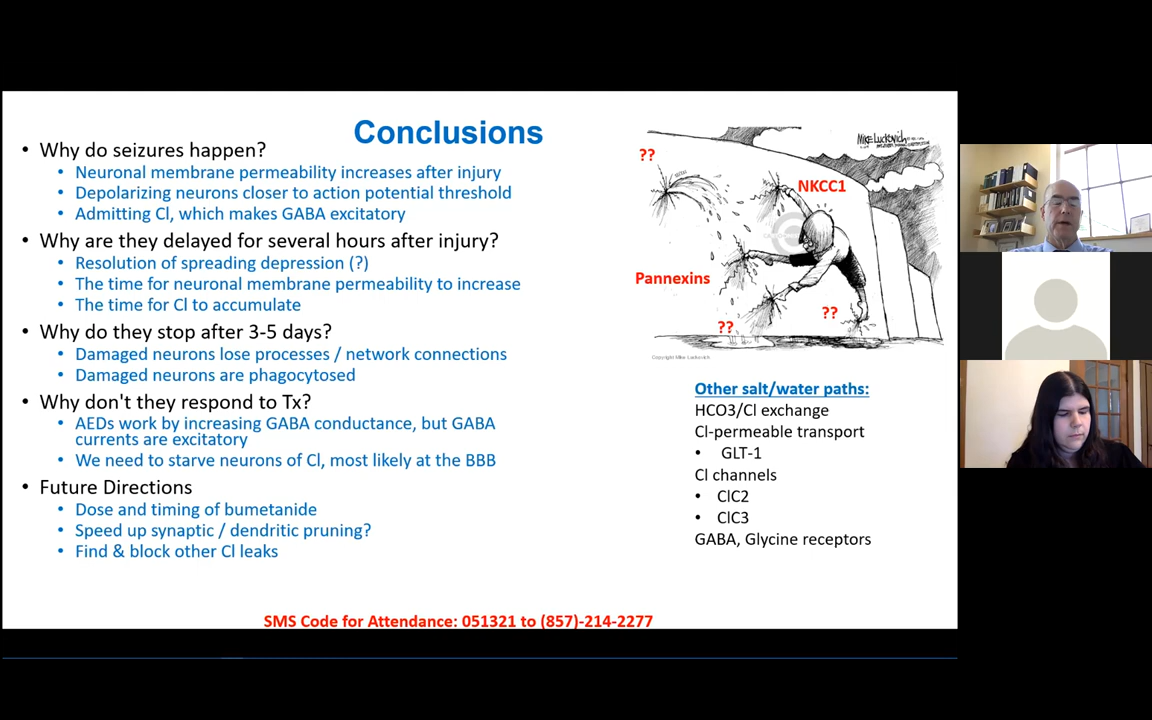 Conclusions
Why do seizures happen?
Neuronal membrane permeability increases after injury
Depolarizing neurons closer to action potential threshold
Admitting Cl, which makes GABA excitatory
Why are they delayed for several hours after injury?
Resolution of spreading depression (?)
The time for neuronal membrane permeability to increase
The time for Cl to accumulate
Why do they stop after 3-5 days?
Damaged neurons lose processes / network connections
Damaged neurons are phagocytosed
Why don't they respond to Tx?
AEDs work by increasing GABA conductance, but GABA
currents are excitatory
We need to starve neurons of Cl, most likely at the BBB
Future Directions
Dose and timing of bumetanide
Speed up synaptic / dendritic pruning?
Find & block other Cl leaks
Mike Luckovich
??
NKCC1
Pannexins
??
??
Copyright Mike Luckovich
Other salt/water paths:
HCO3/Cl exchange
Cl-permeable transport
GLT-1
Cl channels
ClC2
ClC3
GABA, Glycine receptors
SMS Code for Attendance: 051321 to (857)-214-2277